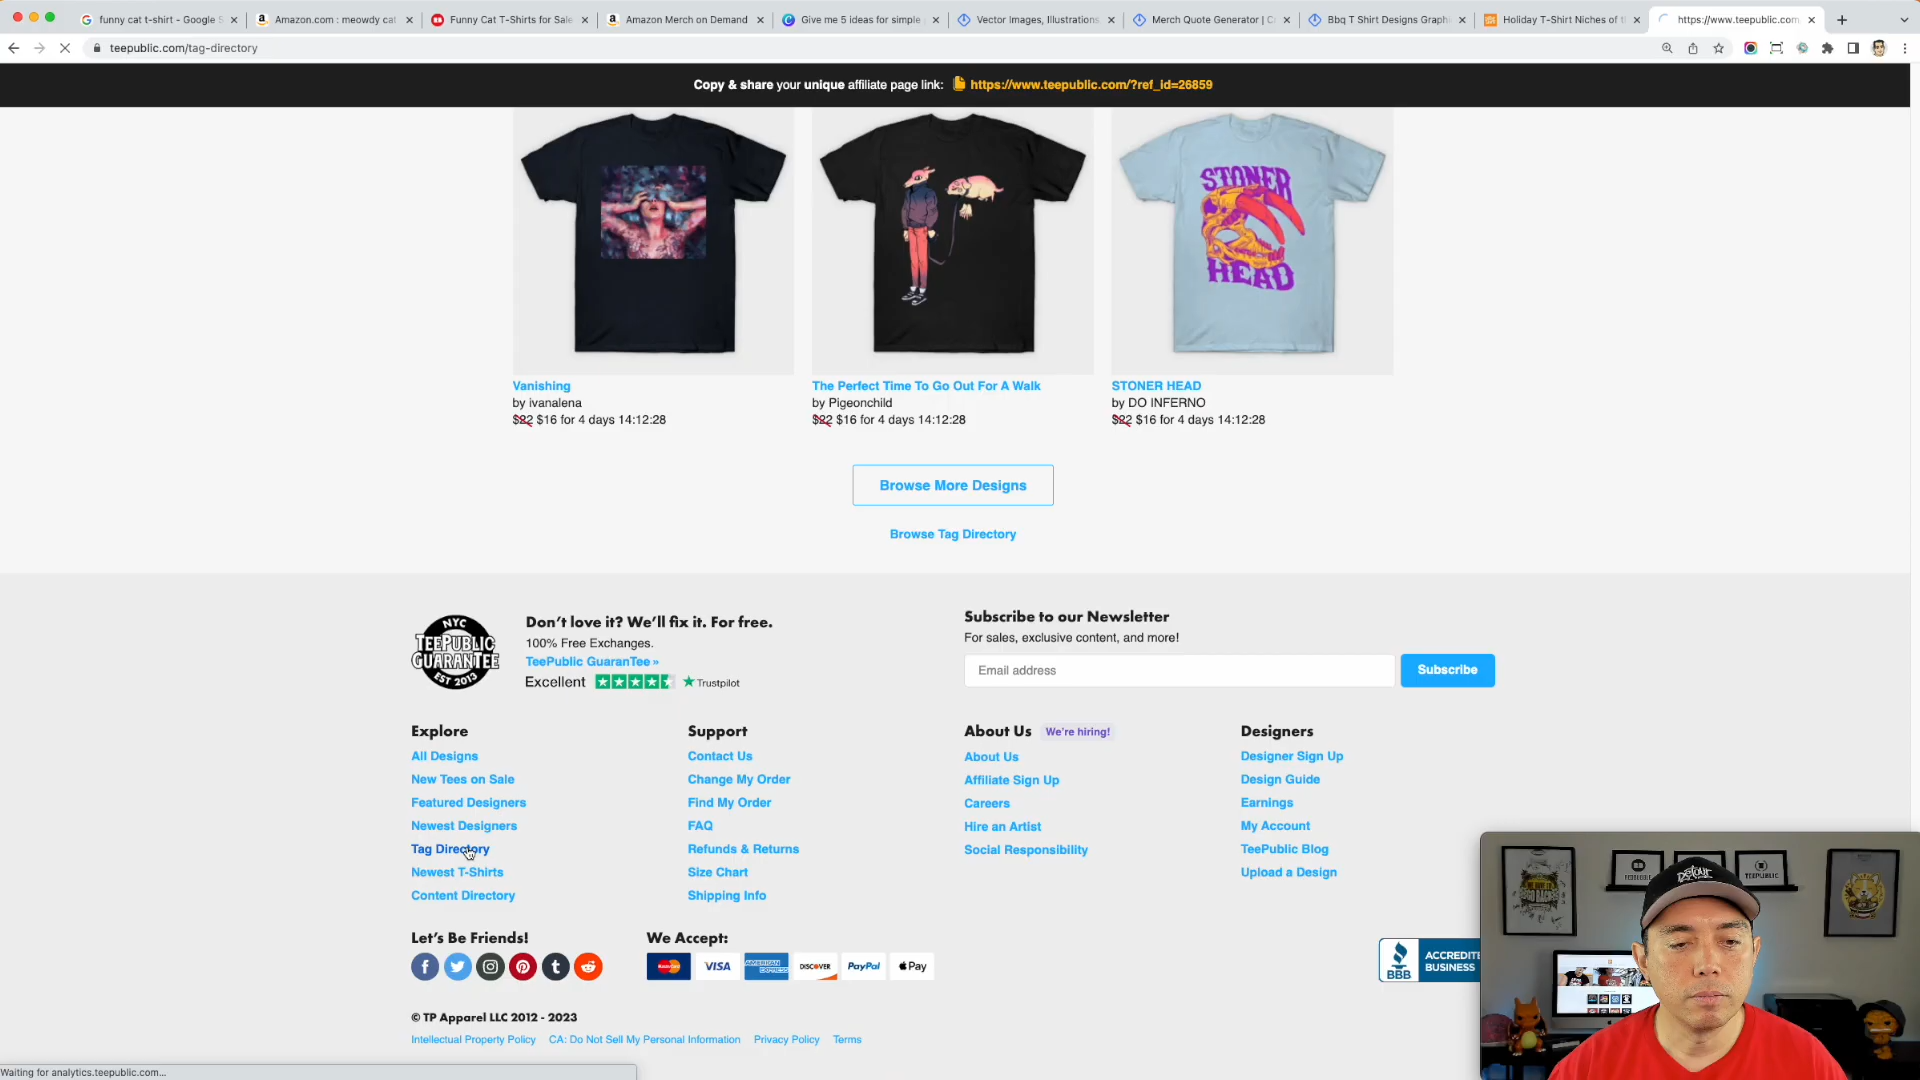 funny cat t-shirt - Google S
Amazon.com : meowdy cat
Funny Cat T-Shirts for Sale
Amazon Merch on Demand
Give me 5 ideas for simple
Vector Images, Illustrations
Merch Quote Generator | C
Bbq T Shirt Designs Graphi
Holiday T-Shirt Niches of t
https://www.teepublic.com
teepublic.com/tag-directory
Copy & share your unique affiliate page link: https://www.teepublic.com/?ref_id=26859
STONER
HEAD
Vanishing
by ivanalena
$22 $16 for 4 days 14:12:28
The Perfect Time To Go Out For A Walk
by Pigeonchild
$22 $16 for 4 days 14:12:28
STONER HEAD
by DO INFERNO
$22 $16 for 4 days 14:12:28
Browse More Designs
Browse Tag Directory
NYC
TEEPUBLIC
GUARANTEE
EST 2013
Don't love it? We'll fix it. For free.
100% Free Exchanges.
TeePublic GuaranTee »
Excellent Trustpilot
Subscribe to our Newsletter
For sales, exclusive content, and more!
Email address
Subscribe
Explore
All Designs
New Tees on Sale
Featured Designers
Newest Designers
Tag Directory
Newest T-Shirts
Content Directory
Support
Contact Us
Change My Order
Find My Order
FAQ
Refunds & Returns
Size Chart
Shipping Info
About Us We're hiring!
About Us
Affiliate Sign Up
Careers
Hire an Artist
Social Responsibility
Designers
Designer Sign Up
Design Guide
Earnings
My Account
TeePublic Blog
Upload a Design
Let's Be Friends!
We Accept:
VISA
AMERICAN EXPRESS
DISCOVER
PayPal
Pay
BBB
ACCREDITE
BUSINESS
TEEPUBLIC
DETOUR
© TP Apparel LLC 2012 - 2023
Intellectual Property Policy
CA: Do Not Sell My Personal Information
Privacy Policy
Terms
Waiting for analytics.teepublic.com...